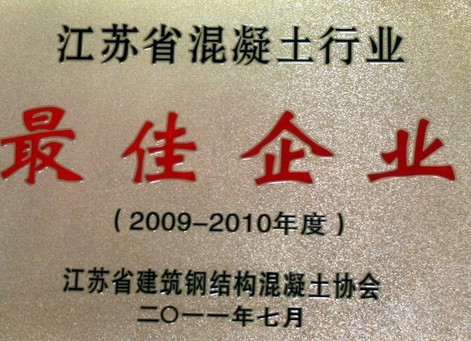 江苏省混凝土行业
最佳企业
（2009-2010年度）
江苏省建筑钢结构混凝土协会
二〇一一年七月